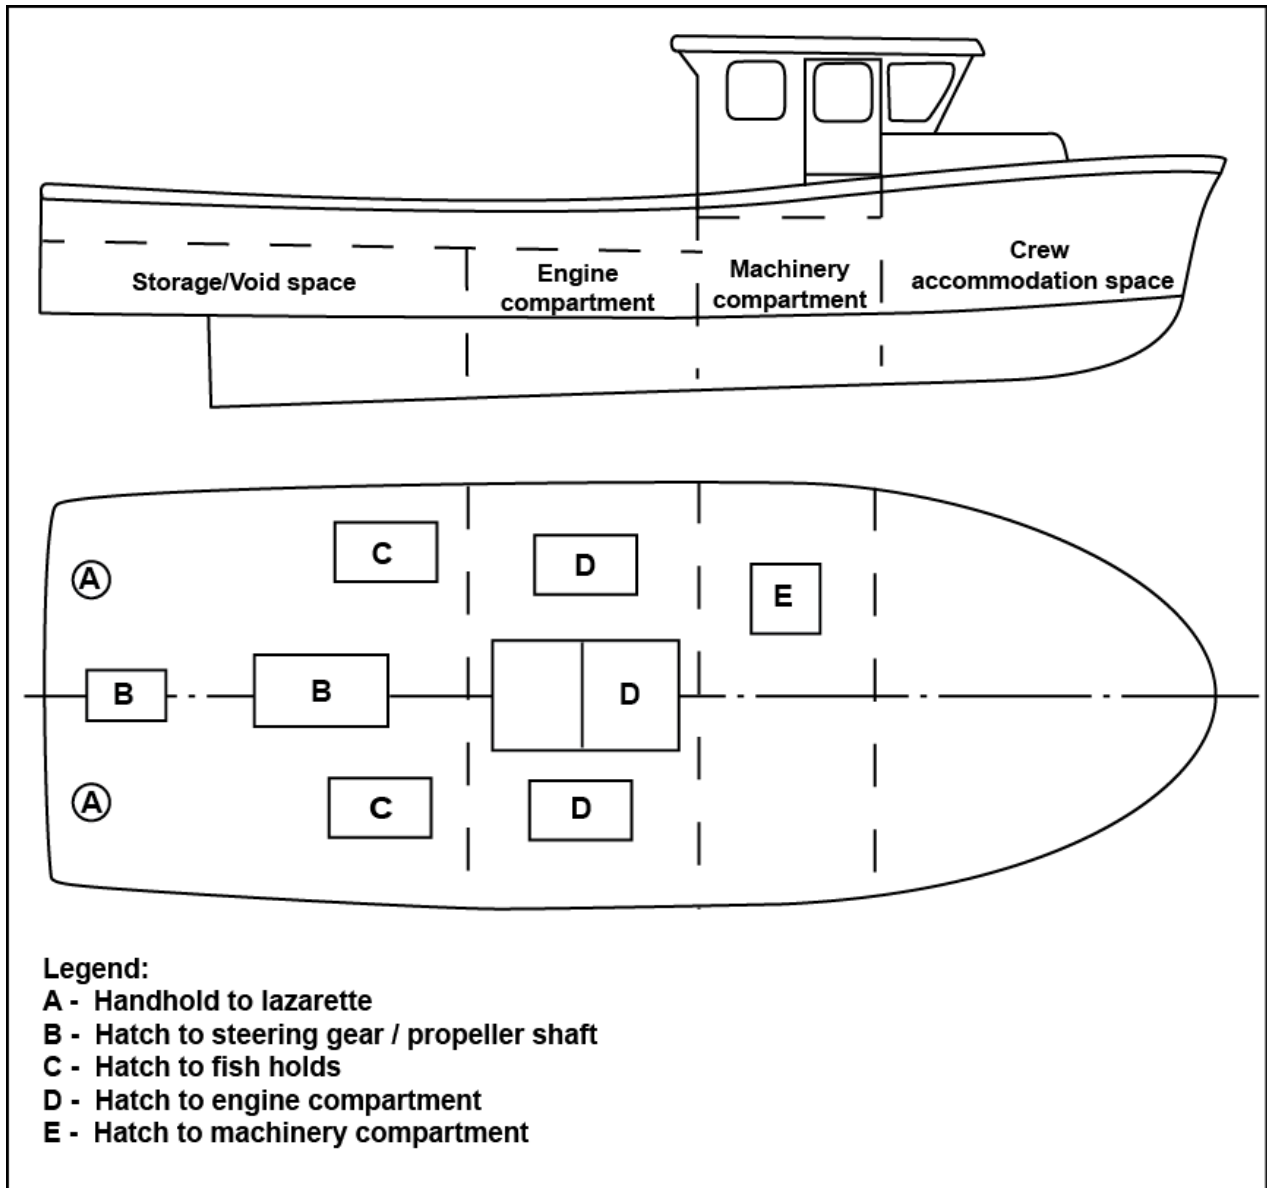 Storage/Void space
Engine
compartment
Machinery
compartment
Crew
accommodation space
C
D
E
A
B
B
D
A
C
D
Legend:
A - Handhold to lazarette
B - Hatch to steering gear / propeller shaft
C - Hatch to fish holds
D - Hatch to engine compartment
E - Hatch to machinery compartment